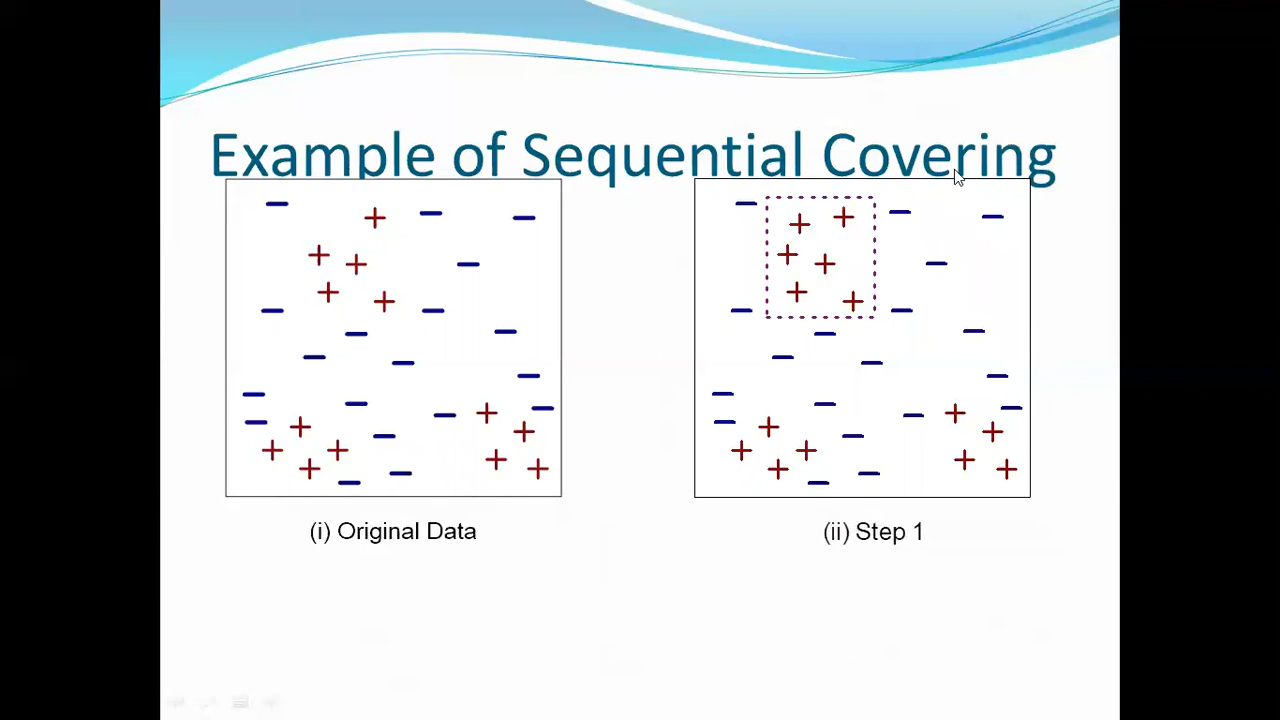 Example of Sequential Covering
(i) Original Data
(ii) Step 1